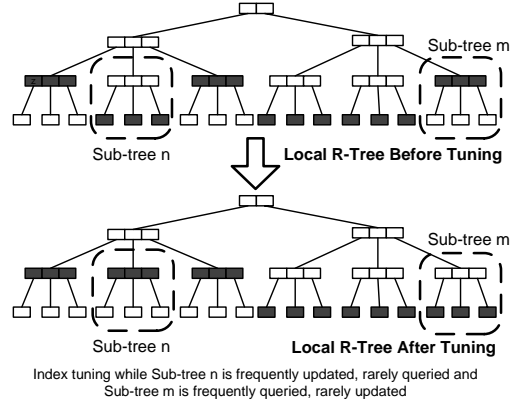 Sub-tree m
z
Sub-tree n
Local R-Tree Before Tuning
Sub-tree m
Sub-tree n
Local R-Tree After Tuning
Index tuning while Sub-tree n is frequently updated, rarely queried and
Sub-tree m is frequently queried, rarely updated